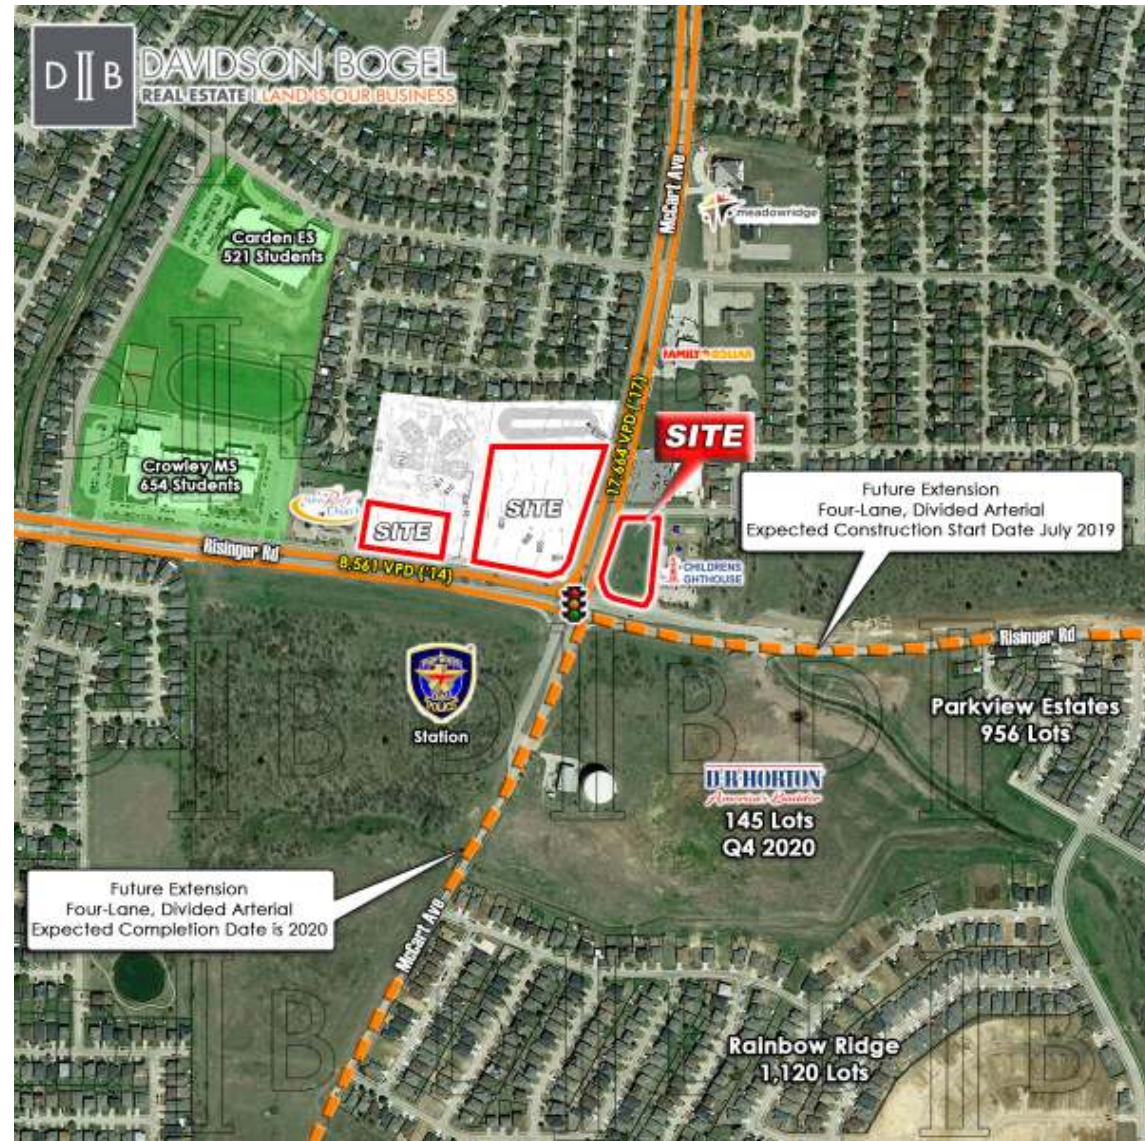 D B
DAVIDSON BOGEL
REAL ESTATE | LAND IS OUR BUSINESS
McCart Ave
meadowridge
Carden ES
521 Students
FAMILY DOLLAR
17,664 VPD ('17)
SITE
Crowley MS
654 Students
SITE
SITE
Future Extension
Four-Lane, Divided Arterial
Expected Construction Start Date July 2019
Risinger Rd
8,561 VPD ('14)
CHILDRENS
GHTHOUSE
Risinger Rd
POLICE
Station
Parkview Estates
956 Lots
D·R·HORTON
America's Builder
145 Lots
Q4 2020
Future Extension
Four-Lane, Divided Arterial
Expected Completion Date is 2020
McCart Ave
Rainbow Ridge
1,120 Lots